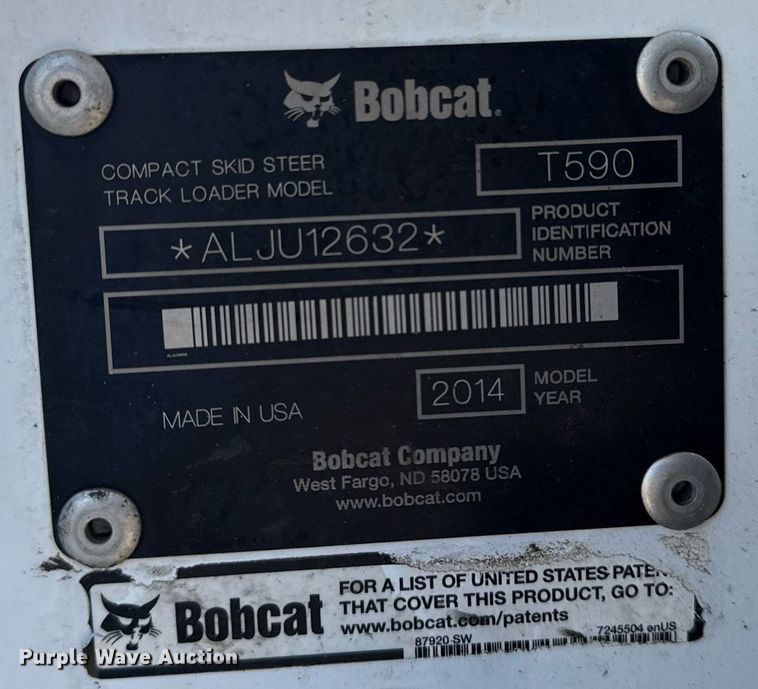 Bobcat®
COMPACT SKID STEER
TRACK LOADER MODEL
T590
*ALJU12632*
PRODUCT
IDENTIFICATION
NUMBER
MADE IN USA
2014
MODEL
YEAR
Bobcat Company
West Fargo, ND 58078 USA
www.bobcat.com
Bobcat
FOR A LIST OF UNITED STATES
THAT COVER THIS PRODUCT, GO TO:
www.bobcat.com/patents
87920 SW
7245504 enUS
Purple Wave Auction